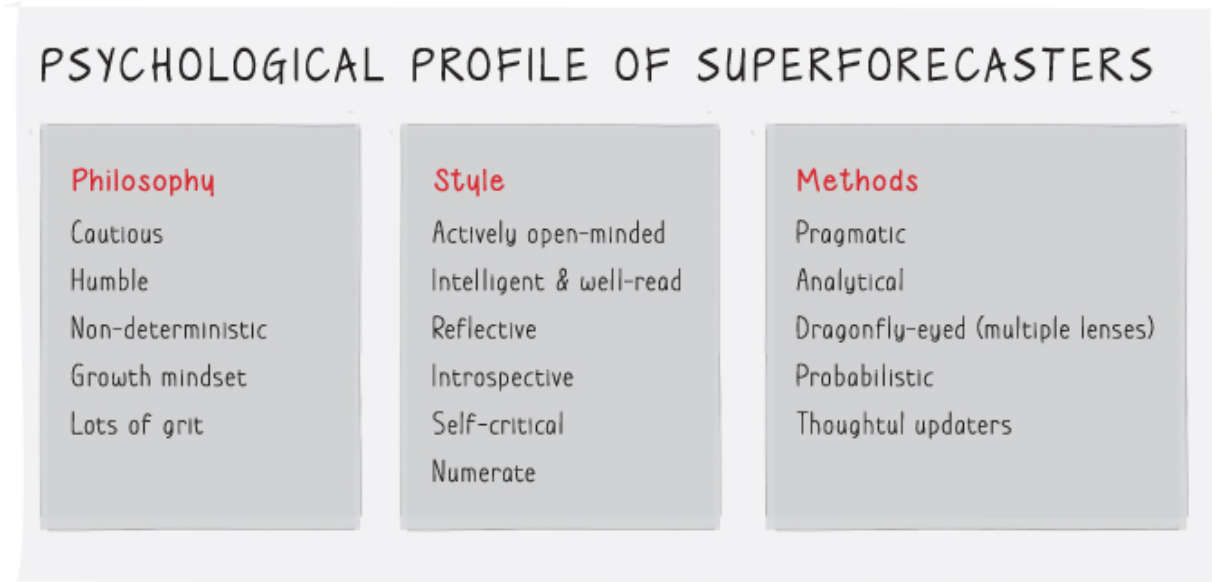 PSYCHOLOGICAL PROFILE OF SUPERFORECASTERS
Philosophy
Cautious
Humble
Non-deterministic
Growth mindset
Lots of grit
Style
Actively open-minded
Intelligent & well-read
Reflective
Introspective
Self-critical
Numerate
Methods
Pragmatic
Analytical
Dragonfly-eyed (multiple lenses)
Probabilistic
Thoughtul updaters